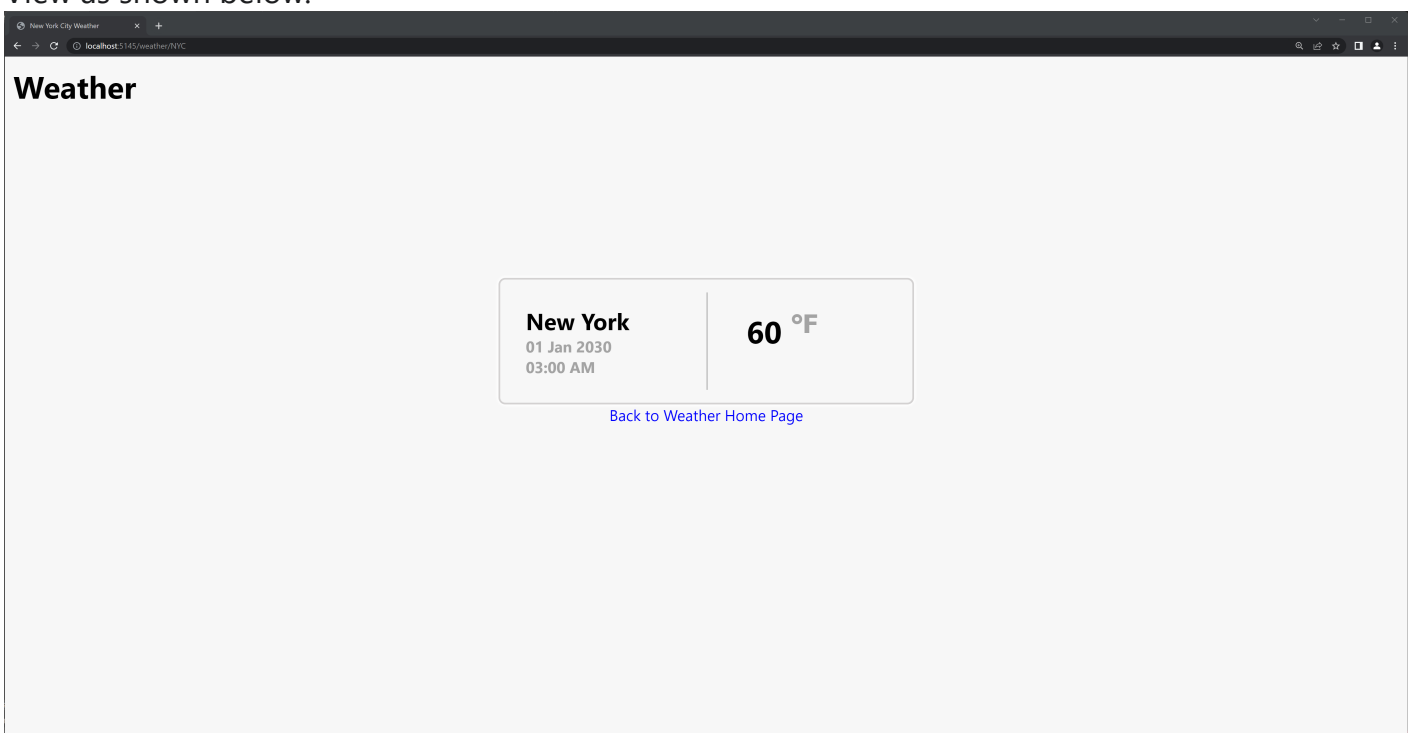 View as shown below.
New York City Weather
localhost:5145/weather/NYC
Weather
New York
01 Jan 2030
03:00 AM
60 °F
Back to Weather Home Page